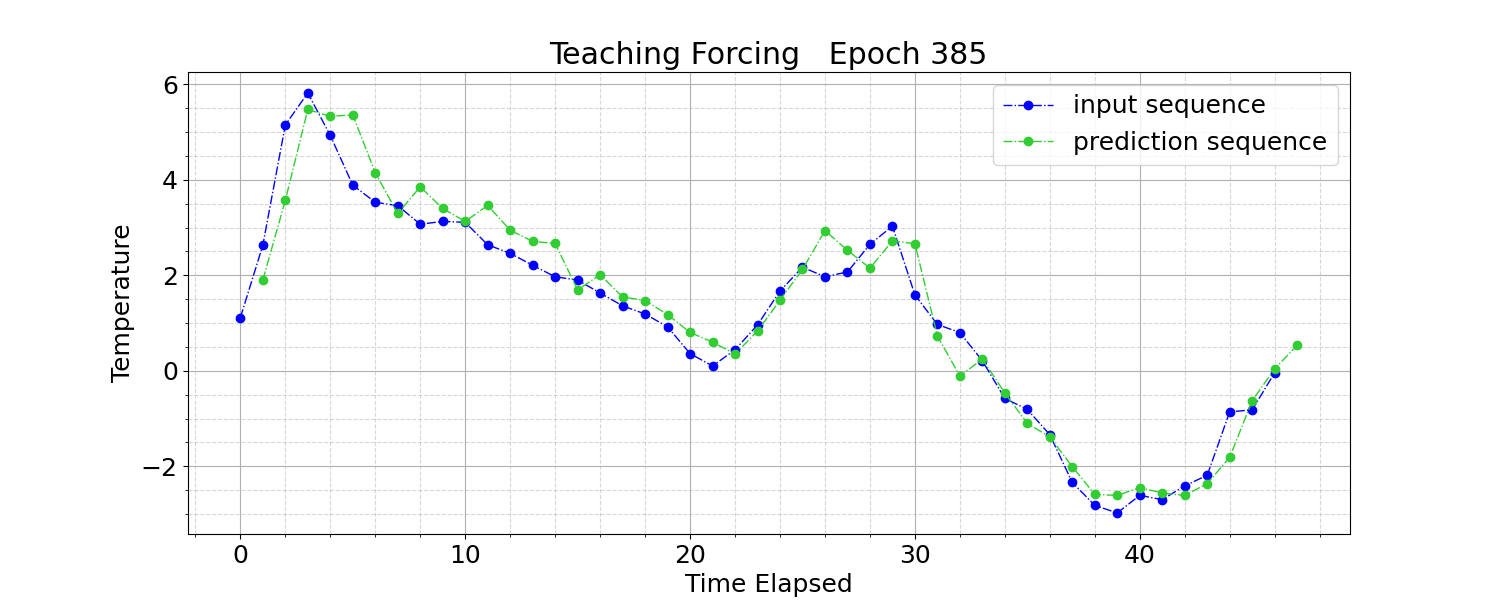 Teaching Forcing   Epoch 385
input sequence
prediction sequence
Temperature
6
4
2
0
−2
0 10 20 30 40
Time Elapsed